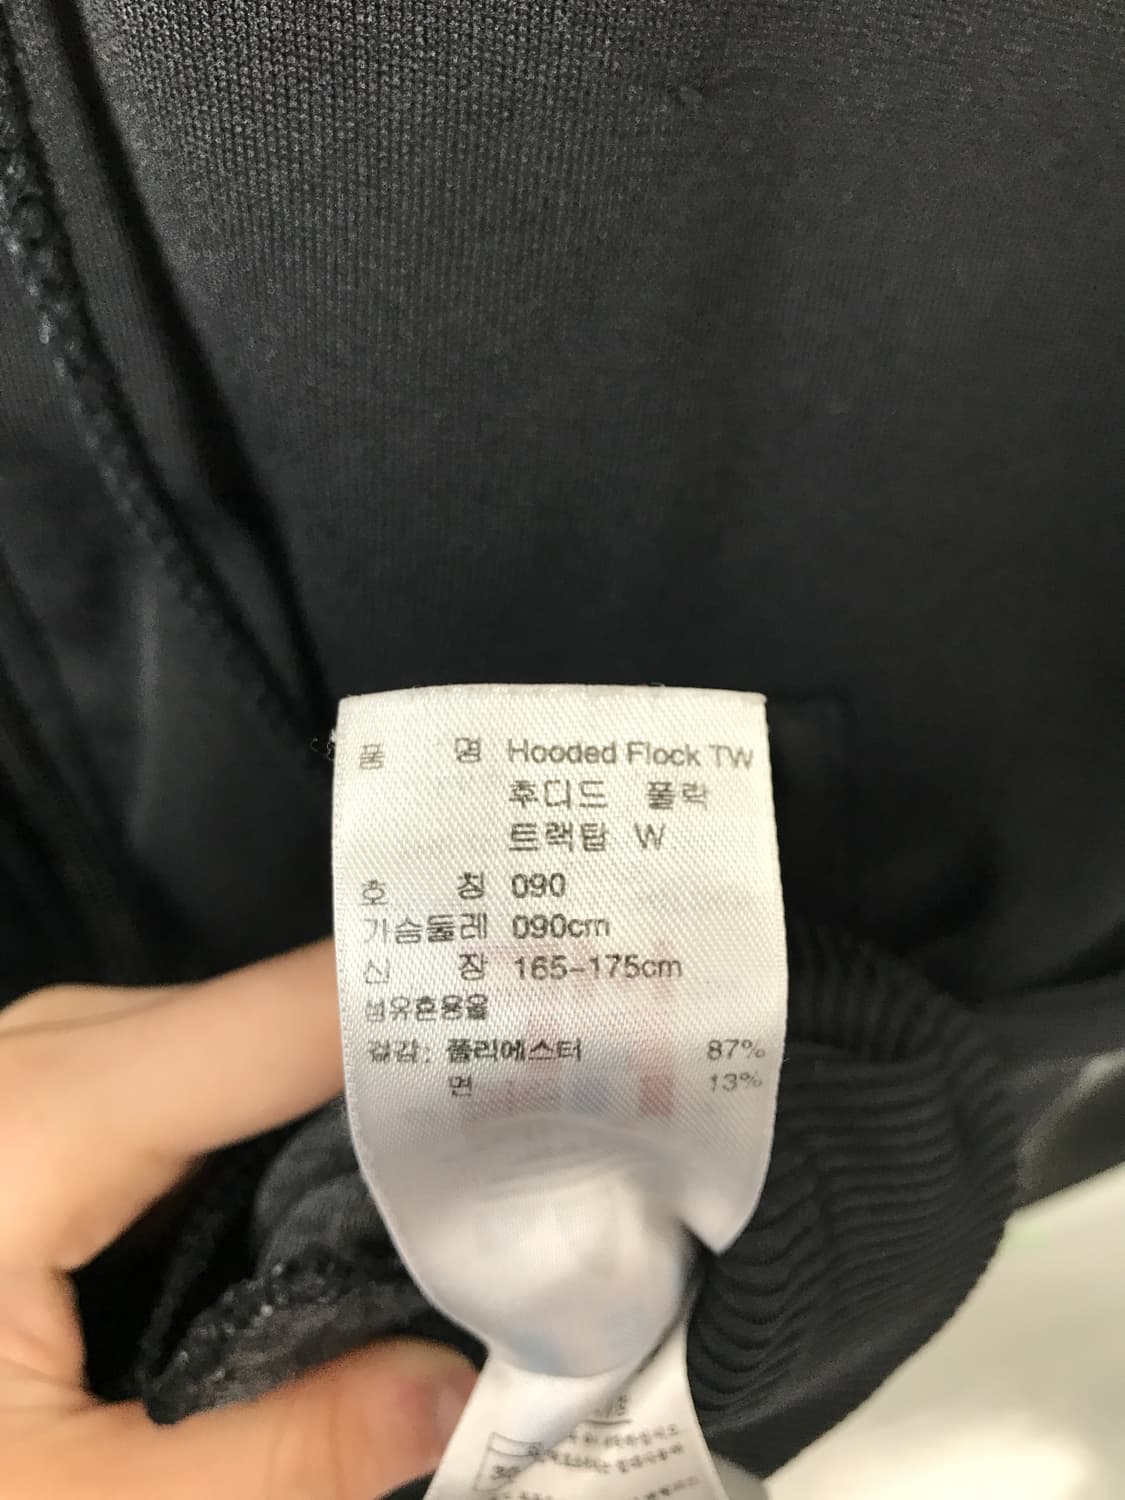 품 명 Hooded Flock TW
후디드 플락
트랙탑 W
호 칭 090
가슴둘레 090cm
신 장 165-175cm
섬유혼용율
겉감: 폴리에스터 87%
면 13%
30